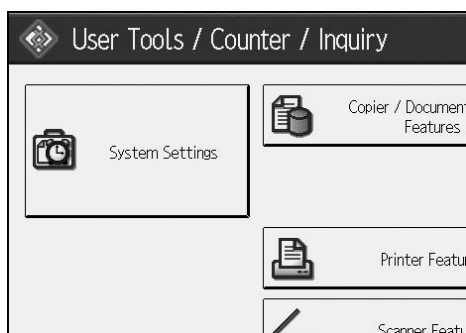 User Tools / Counter / Inquiry
System Settings
Copier / Document
Features
Printer Featu
Scanner Featu